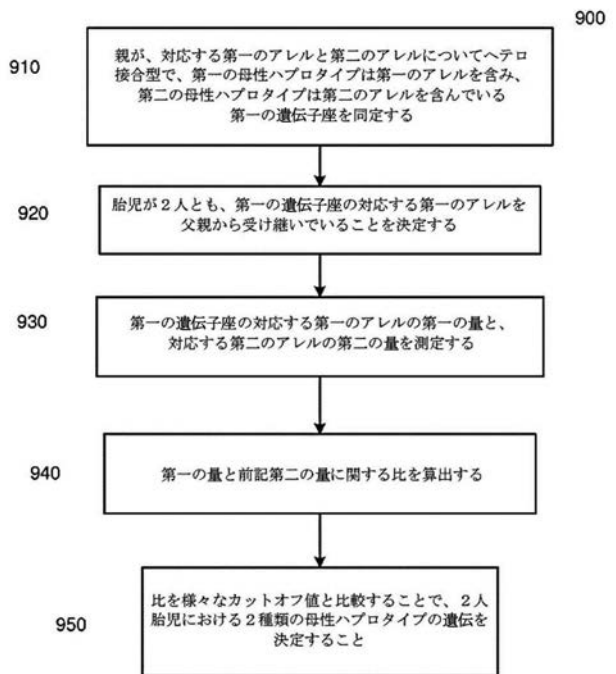 900
910
親が、対応する第一のアレルと第二のアレルについてヘテロ
接合型で、第一の母性ハプロタイプは第一のアレルを含み、
第二の母性ハプロタイプは第二のアレルを含んでいる
第一の遺伝子座を同定する
920
胎児が2人とも、第一の遺伝子座の対応する第一のアレルを
父親から受け継いでいることを決定する
930
第一の遺伝子座の対応する第一のアレルの第一の量と、
対応する第二のアレルの第二の量を測定する
940
第一の量と前記第二の量に関する比を算出する
950
比を様々なカットオフ値と比較することで、2人
胎児における2種類の母性ハプロタイプの遺伝を
決定すること